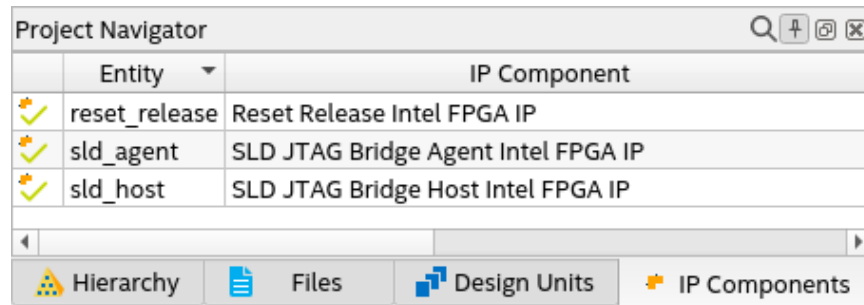 Project Navigator
Entity IP Component
reset_release Reset Release Intel FPGA IP
sld_agent SLD JTAG Bridge Agent Intel FPGA IP
sld_host SLD JTAG Bridge Host Intel FPGA IP
Hierarchy Files Design Units IP Components